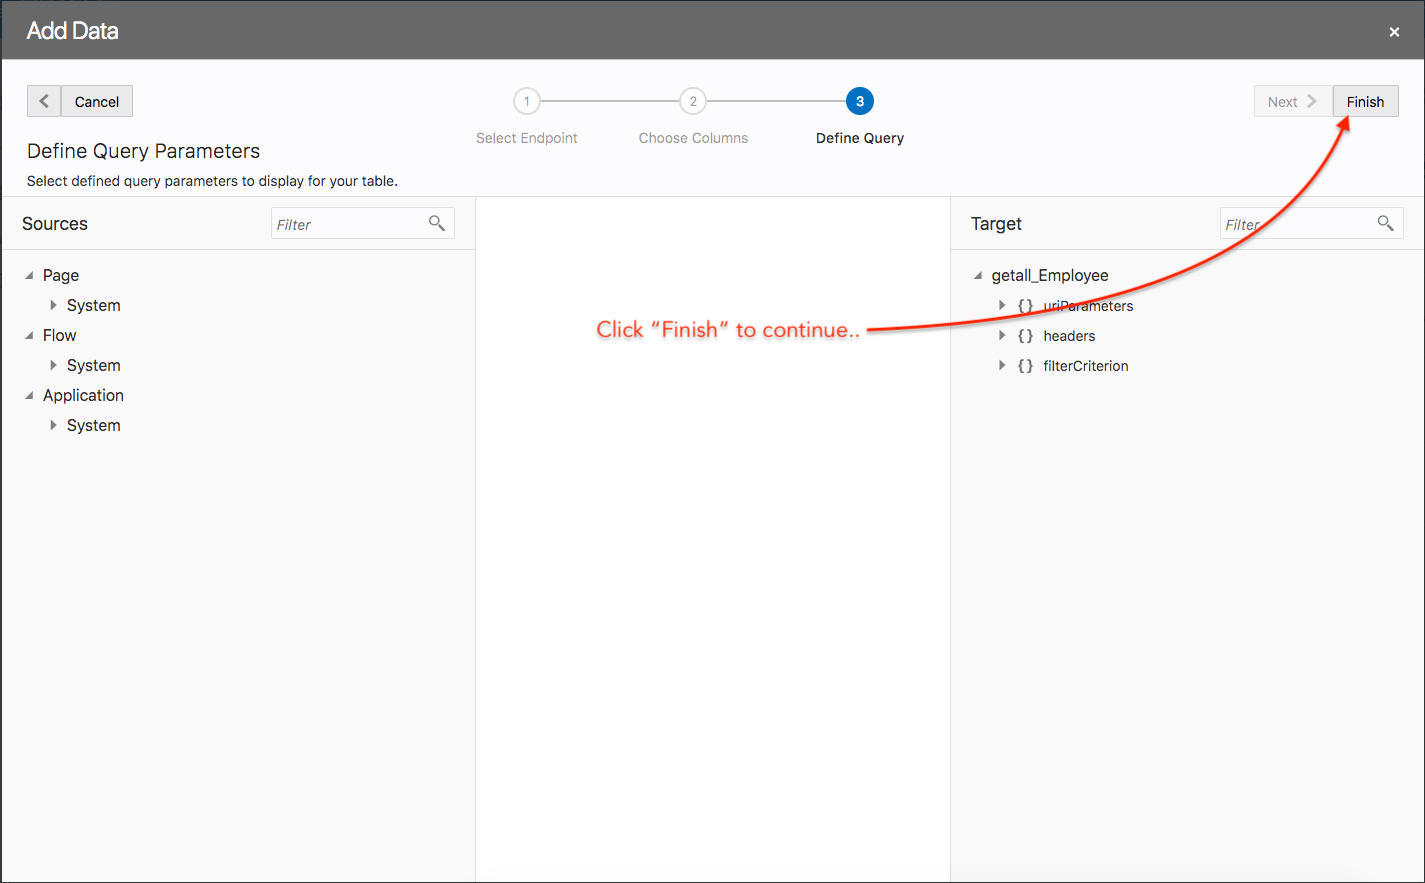 Add Data
×
Cancel
1
2
3
Next
Finish
Select Endpoint
Choose Columns
Define Query
Define Query Parameters
Select defined query parameters to display for your table.
Sources
Filter
Page
System
Flow
System
Application
System
Click “Finish” to continue..
Target
Filter
getall_Employee
{} uriParameters
{} headers
{} filterCriterion